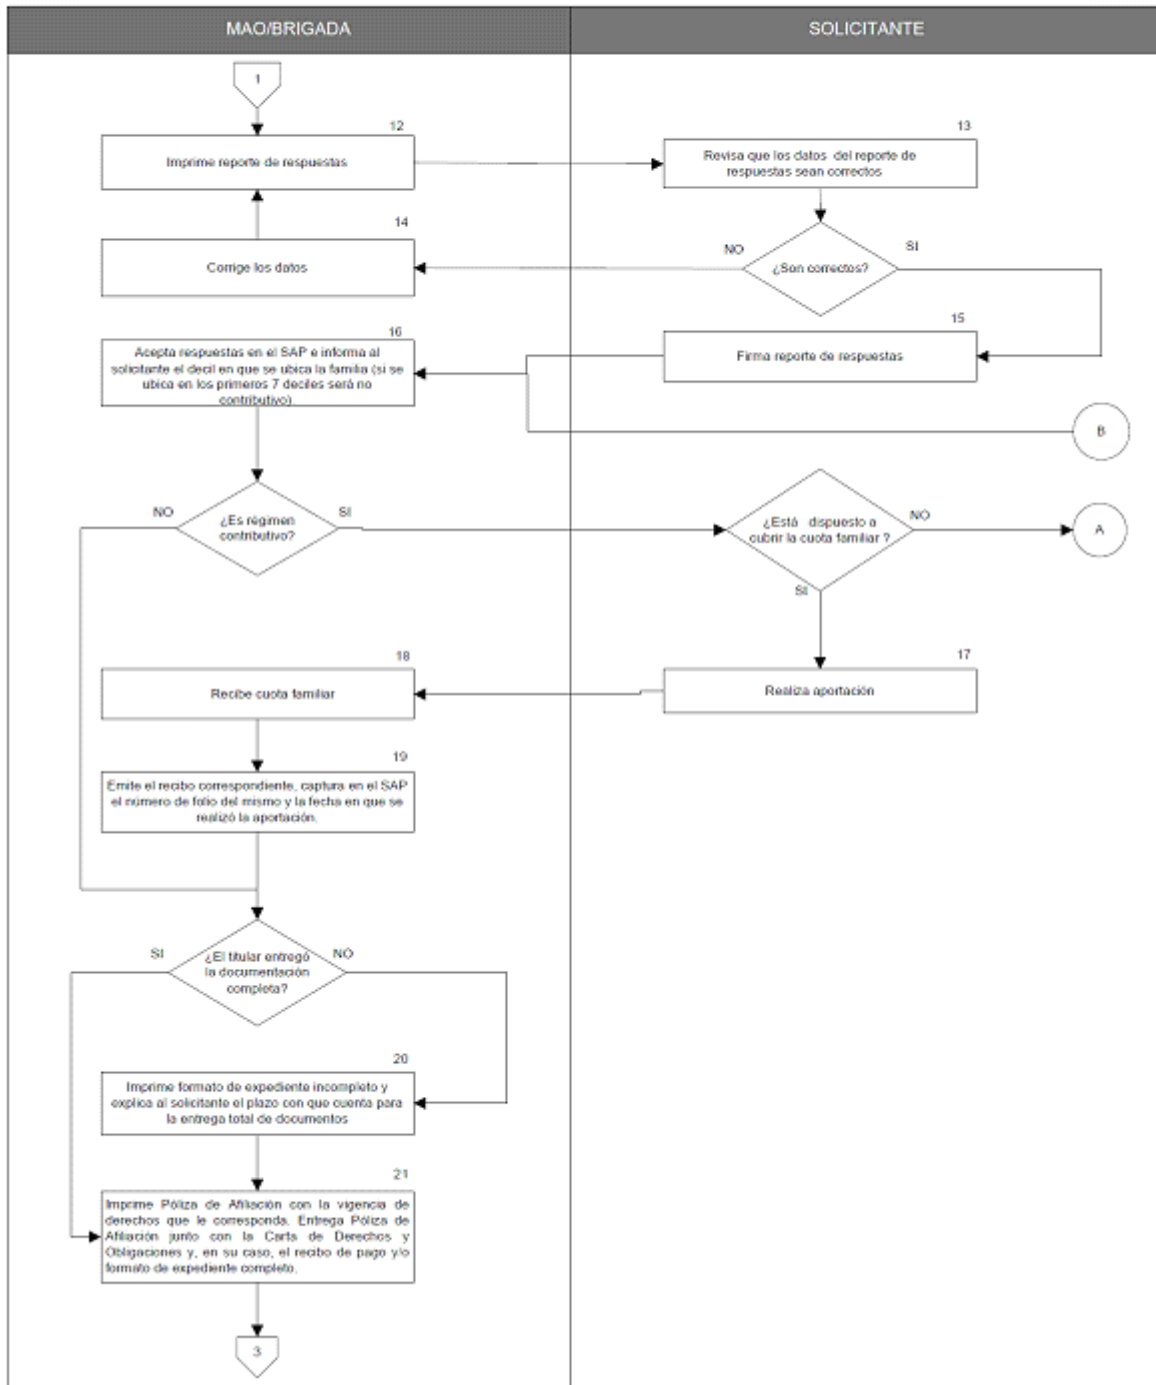 MAO/BRIGADA
SOLICITANTE
1
12
Imprime reporte de respuestas
13
Revisa que los datos del reporte de
respuestas sean correctos
14
Corrige los datos
NO
¿Son correctos?
SI
16
Acepta respuestas en el SAP e informa al
solicitante el decil en que se ubica la familia (si se
ubica en los primeros 7 deciles será no
contributivo)
15
Firma reporte de respuestas
B
NO
¿Es régimen
contributivo?
SI
¿Está dispuesto a
cubrir la cuota familiar ?
NO
A
SI
18
Recibe cuota familiar
17
Realiza aportación
19
Emite el recibo correspondiente, captura en el SAP
el número de folio del mismo y la fecha en que se
realizó la aportación.
SI
¿El titular entregó
la documentación
completa?
NO
20
Imprime formato de expediente incompleto y
explica al solicitante el plazo con que cuenta para
la entrega total de documentos
21
Imprime Póliza de Afiliación con la vigencia de
derechos que le corresponda. Entrega Póliza de
Afiliación junto con la Carta de Derechos y
Obligaciones y, en su caso, el recibo de pago y/o
formato de expediente completo.
3